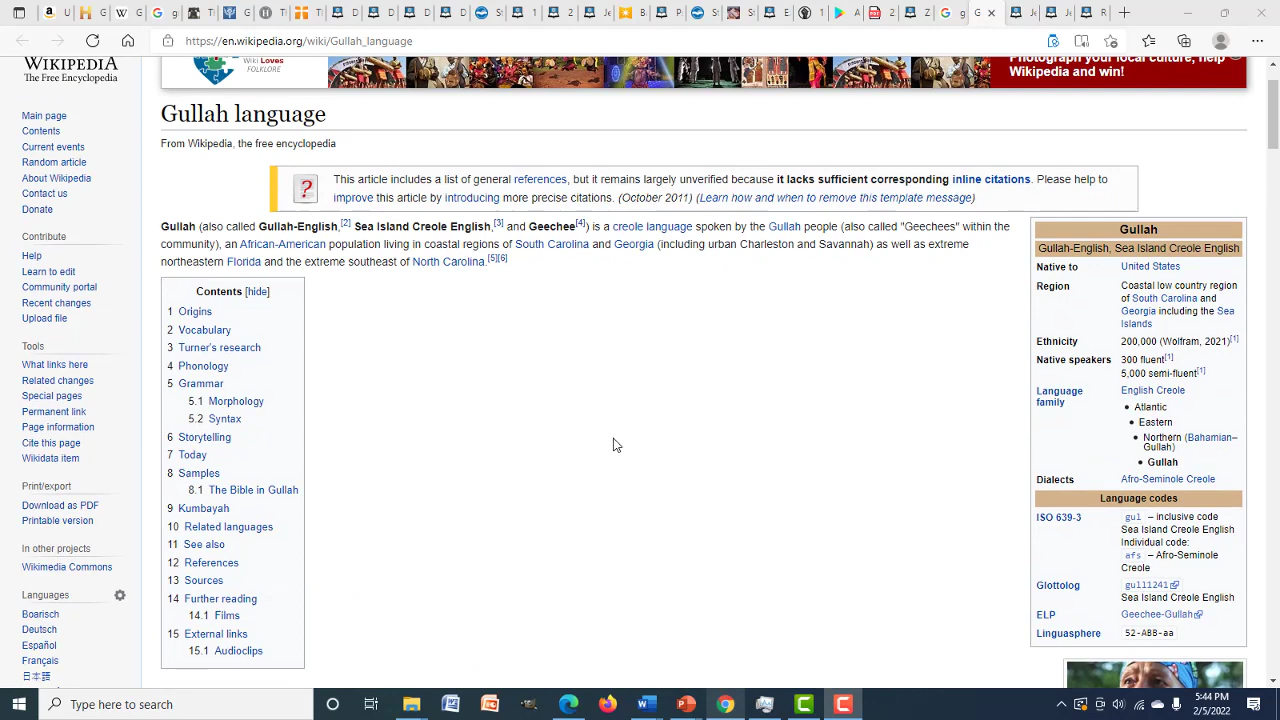 https://en.wikipedia.org/wiki/Gullah_language
WIKIPEDIA
The Free Encyclopedia
Wiki Loves
FOLKLORE
Photograph your local culture, help
Wikipedia and win!
Main page
Contents
Current events
Random article
About Wikipedia
Contact us
Donate
Contribute
Help
Learn to edit
Community portal
Recent changes
Upload file
Tools
What links here
Related changes
Special pages
Permanent link
Page information
Cite this page
Wikidata item
Print/export
Download as PDF
Printable version
In other projects
Wikimedia Commons
Languages
Boarisch
Deutsch
Español
Français
日本語
Gullah language
From Wikipedia, the free encyclopedia
This article includes a list of general references, but it remains largely unverified because it lacks sufficient corresponding inline citations. Please help to
improve this article by introducing more precise citations. (October 2011) (Learn how and when to remove this template message)
Gullah (also called Gullah-English,[2] Sea Island Creole English,[3] and Geechee[4]) is a creole language spoken by the Gullah people (also called "Geechees" within the
community), an African-American population living in coastal regions of South Carolina and Georgia (including urban Charleston and Savannah) as well as extreme
northeastern Florida and the extreme southeast of North Carolina.[5][6]
Contents [hide]
1 Origins
2 Vocabulary
3 Turner's research
4 Phonology
5 Grammar
5.1 Morphology
5.2 Syntax
6 Storytelling
7 Today
8 Samples
8.1 The Bible in Gullah
9 Kumbayah
10 Related languages
11 See also
12 References
13 Sources
14 Further reading
14.1 Films
15 External links
15.1 Audioclips
Gullah
Gullah-English, Sea Island Creole English
Native to United States
Region Coastal low country region
of South Carolina and
Georgia including the Sea
Islands
Ethnicity 200,000 (Wolfram, 2021)[1]
Native speakers 300 fluent[1]
5,000 semi-fluent[1]
Language family English Creole
• Atlantic
• Eastern
• Northern (Bahamian–
Gullah)
• Gullah
Dialects Afro-Seminole Creole
Language codes
ISO 639-3 gul – inclusive code
Sea Island Creole English
Individual code:
afs – Afro-Seminole
Creole
Glottolog gull1241
Sea Island Creole English
ELP Geechee-Gullah
Linguasphere 52-ABB-aa
Type here to search
5:44 PM
2/5/2022